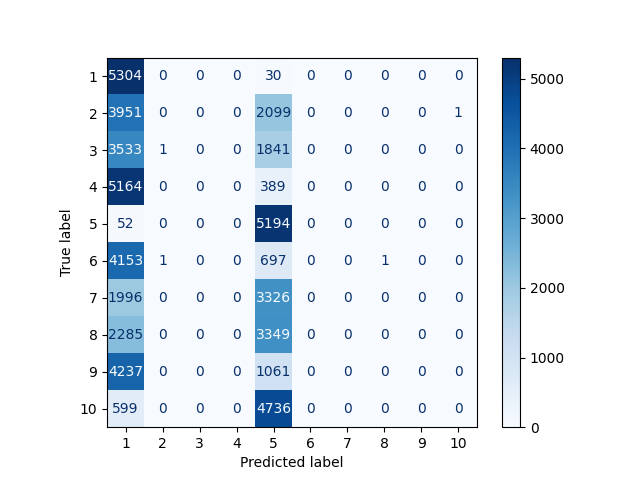 1 5304 0 0 0 30 0 0 0 0 0
2 3951 0 0 0 2099 0 0 0 0 1
3 3533 1 0 0 1841 0 0 0 0 0
4 5164 0 0 0 389 0 0 0 0 0
5 52 0 0 0 5194 0 0 0 0 0
6 4153 1 0 0 697 0 0 1 0 0
7 1996 0 0 0 3326 0 0 0 0 0
8 2285 0 0 0 3349 0 0 0 0 0
9 4237 0 0 0 1061 0 0 0 0 0
10 599 0 0 0 4736 0 0 0 0 0
1 2 3 4 5 6 7 8 9 10
Predicted label
True label
5000
4000
3000
2000
1000
0